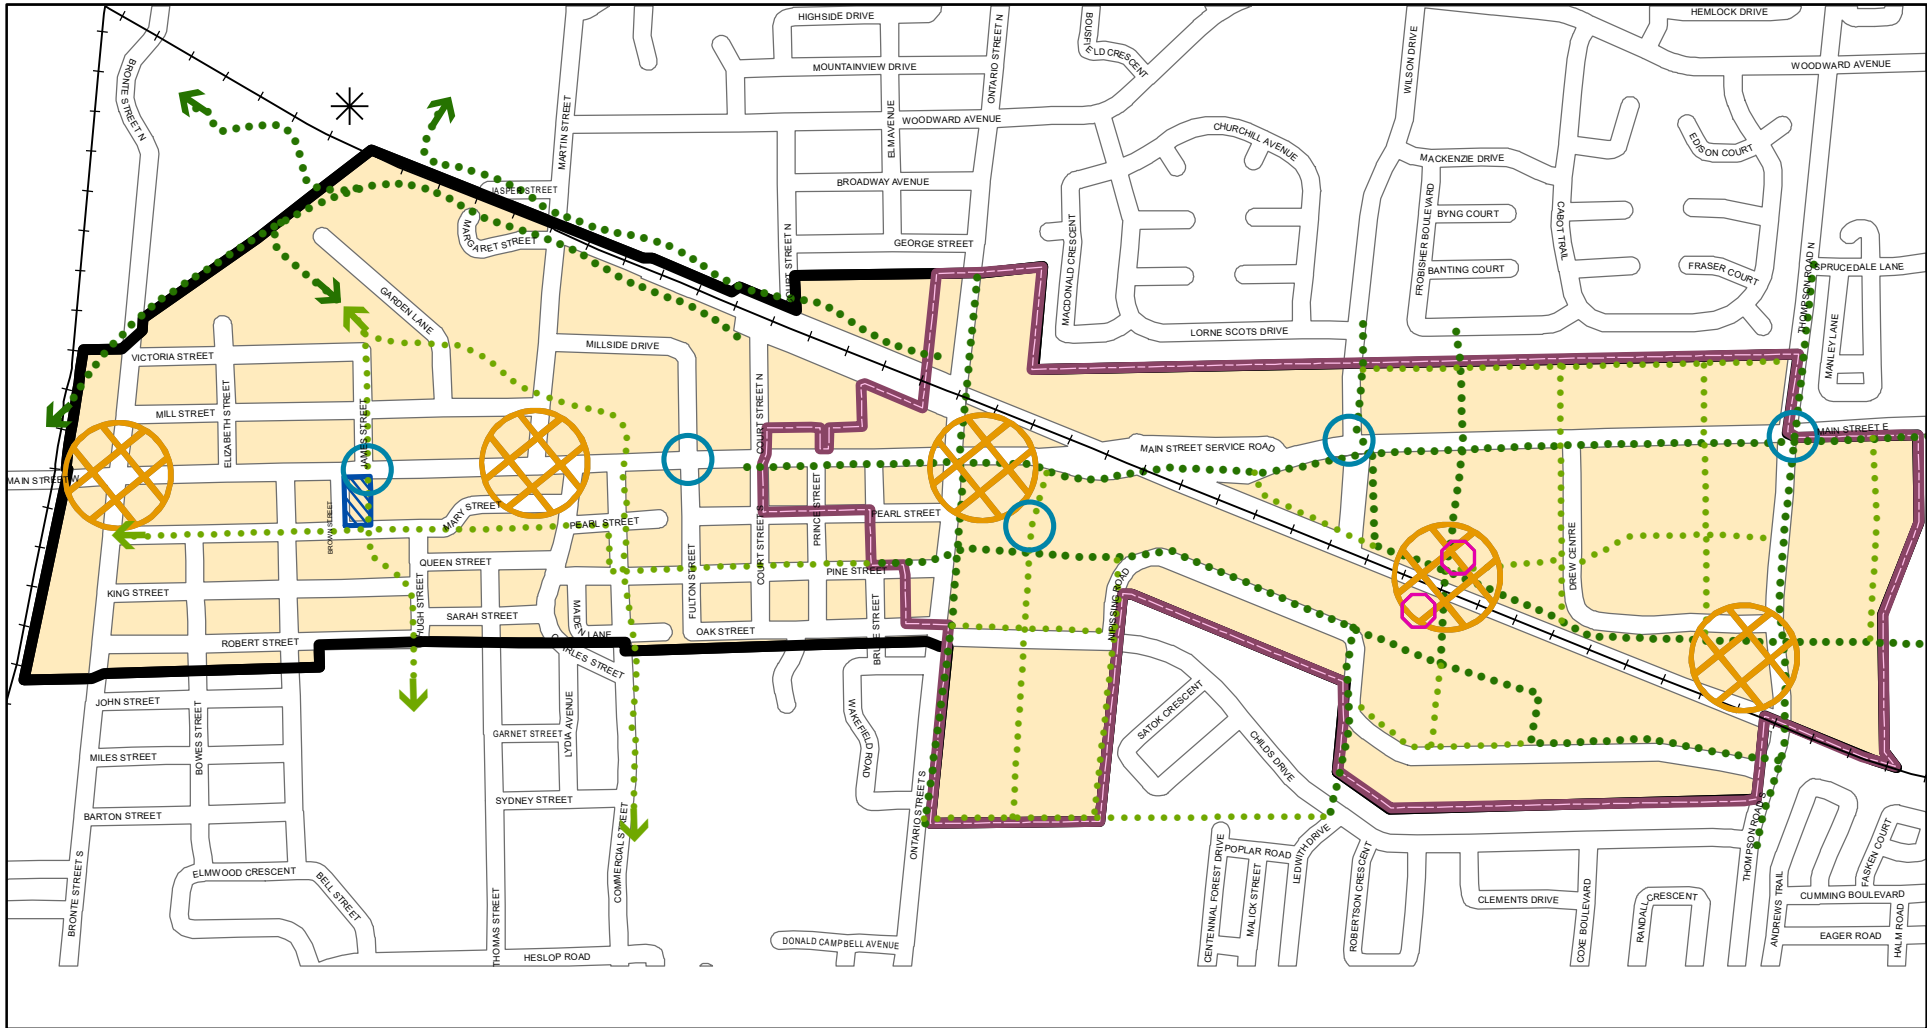 HIGHSIDE DRIVE
HEMLOCK DRIVE
BOUSFIELD CRESCENT
ONTARIO STREET N
WILSON DRIVE
MOUNTAINVIEW DRIVE
WOODWARD AVENUE
BRONTE STREET N
MARTIN STREET
ELM AVENUE
WOODWARD AVENUE
CHURCHILL AVENUE
EDISON COURT
MACKENZIE DRIVE
BROADWAY AVENUE
JASPER STREET
FROBISHER BOULEVARD
BYNG COURT
CABOT TRAIL
MARGARET STREET
COURT STREET N
GEORGE STREET
MACDONALD CRESCENT
BANTING COURT
FRASER COURT
THOMPSON ROAD N
SPRUCEDALE LANE
GARDEN LANE
LORNE SCOTS DRIVE
MANLEY LANE
VICTORIA STREET
MILLSIDE DRIVE
MILL STREET
ELIZABETH STREET
JAMES STREET
COURT STREET N
MAIN STREET SERVICE ROAD
MAIN STREET E
MAIN STREET W
BROWN STREET
MARY STREET
PEARL STREET
PRINCE STREET
PEARL STREET
COURT STREET S
FULTON STREET
QUEEN STREET
PINE STREET
NIPISSING ROAD
DREW CENTRE
KING STREET
HUGH STREET
SARAH STREET
MAIDEN LANE
OAK STREET
BRUCE STREET
ROBERT STREET
CHARLES STREET
JOHN STREET
BOWES STREET
GARNET STREET
LYDIA AVENUE
WAKEFIELD ROAD
SATOK CRESCENT
CHILDS DRIVE
MILES STREET
SYDNEY STREET
BARTON STREET
COMMERCIAL STREET
ONTARIO STREET S
THOMPSON ROAD S
BRONTE STREET S
ELMWOOD CRESCENT
BELL STREET
THOMAS STREET
HESLOP ROAD
DONALD CAMPBELL AVENUE
CENTENNIAL FOREST DRIVE
POPLAR ROAD
MALICK STREET
LEDWITH DRIVE
ROBERTSON CRESCENT
CLEMENTS DRIVE
COXE BOULEVARD
RANDALL CRESCENT
ANDREWS TRAIL
FASKEN COURT
CUMMING BOULEVARD
EAGER ROAD
HALM ROAD